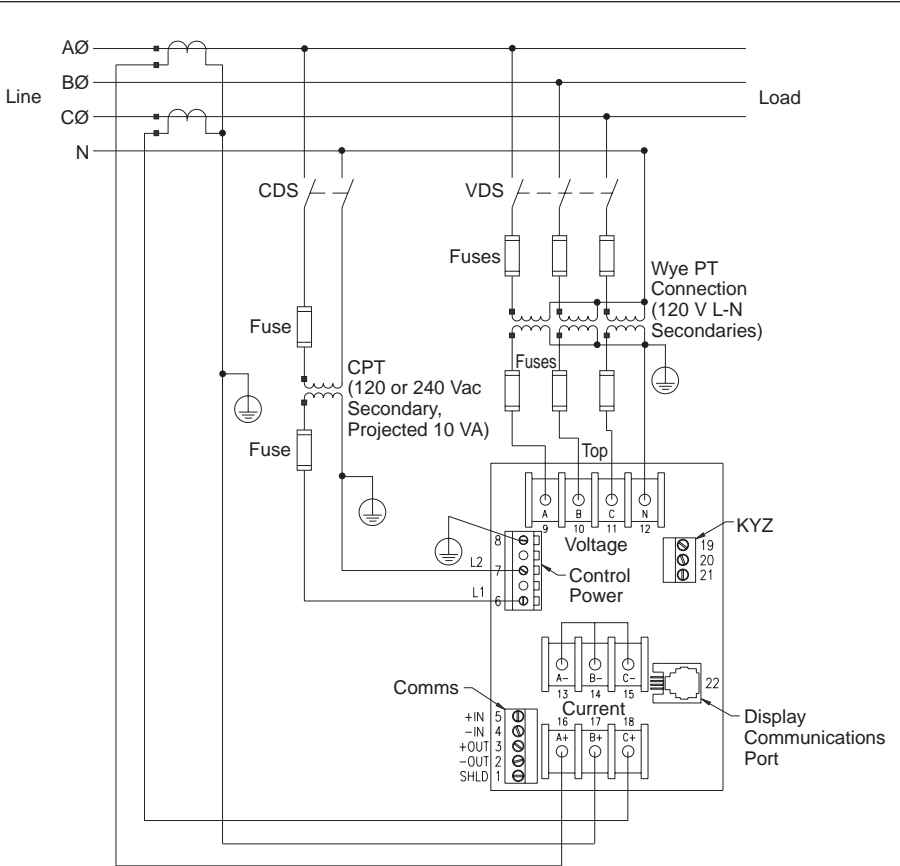 AØ
BØ
Line
Load
CØ
N
CDS
VDS
Fuses
Wye PT
Connection
(120 V L-N
Secondaries)
Fuse
Fuses
CPT
(120 or 240 Vac
Secondary,
Projected 10 VA)
Fuse
Top
A
B
C
N
9
10
11
12
Voltage
KYZ
19
20
21
8
L2
7
L1
6
Control
Power
A-
B-
C-
13
14
15
22
Comms
Current
16
17
18
+IN 5
-IN 4
+OUT 3
-OUT 2
SHLD 1
A+
B+
C+
Display
Communications
Port